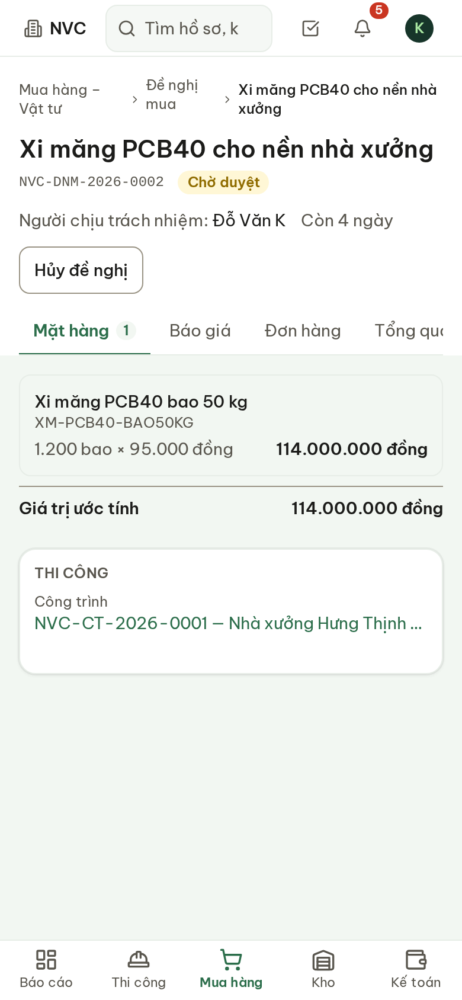 NVC
Tìm hồ sơ, k
5
K
Mua hàng –
Vật tư
Đề nghị
mua
Xi măng PCB40 cho nền nhà
xưởng
Xi măng PCB40 cho nền nhà xưởng
NVC-DNM-2026-0002
Chờ duyệt
Người chịu trách nhiệm: Đỗ Văn K Còn 4 ngày
Hủy đề nghị
Mặt hàng 1 Báo giá Đơn hàng Tổng qua
Xi măng PCB40 bao 50 kg
XM-PCB40-BAO50KG
1.200 bao × 95.000 đồng 114.000.000 đồng
Giá trị ước tính 114.000.000 đồng
THI CÔNG
Công trình
NVC-CT-2026-0001 — Nhà xưởng Hưng Thịnh ...
Báo cáo Thi công Mua hàng Kho Kế toán